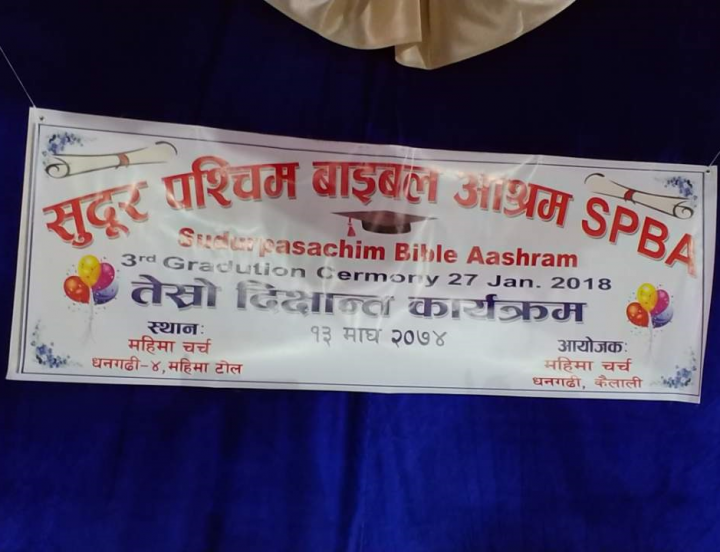 सुदूर पश्चिम बाइबल आश्रम SPBA
Sudurpasachim Bible Aashram
3rd Gradution Cermony 27 Jan. 2018
तेस्रो दिक्षान्त कार्यक्रम
१३ माघ २०७४
स्थान:
महिमा चर्च
धनगढी-४, महिमा टोल
आयोजक:
महिमा चर्च
धनगढी, कैलाली